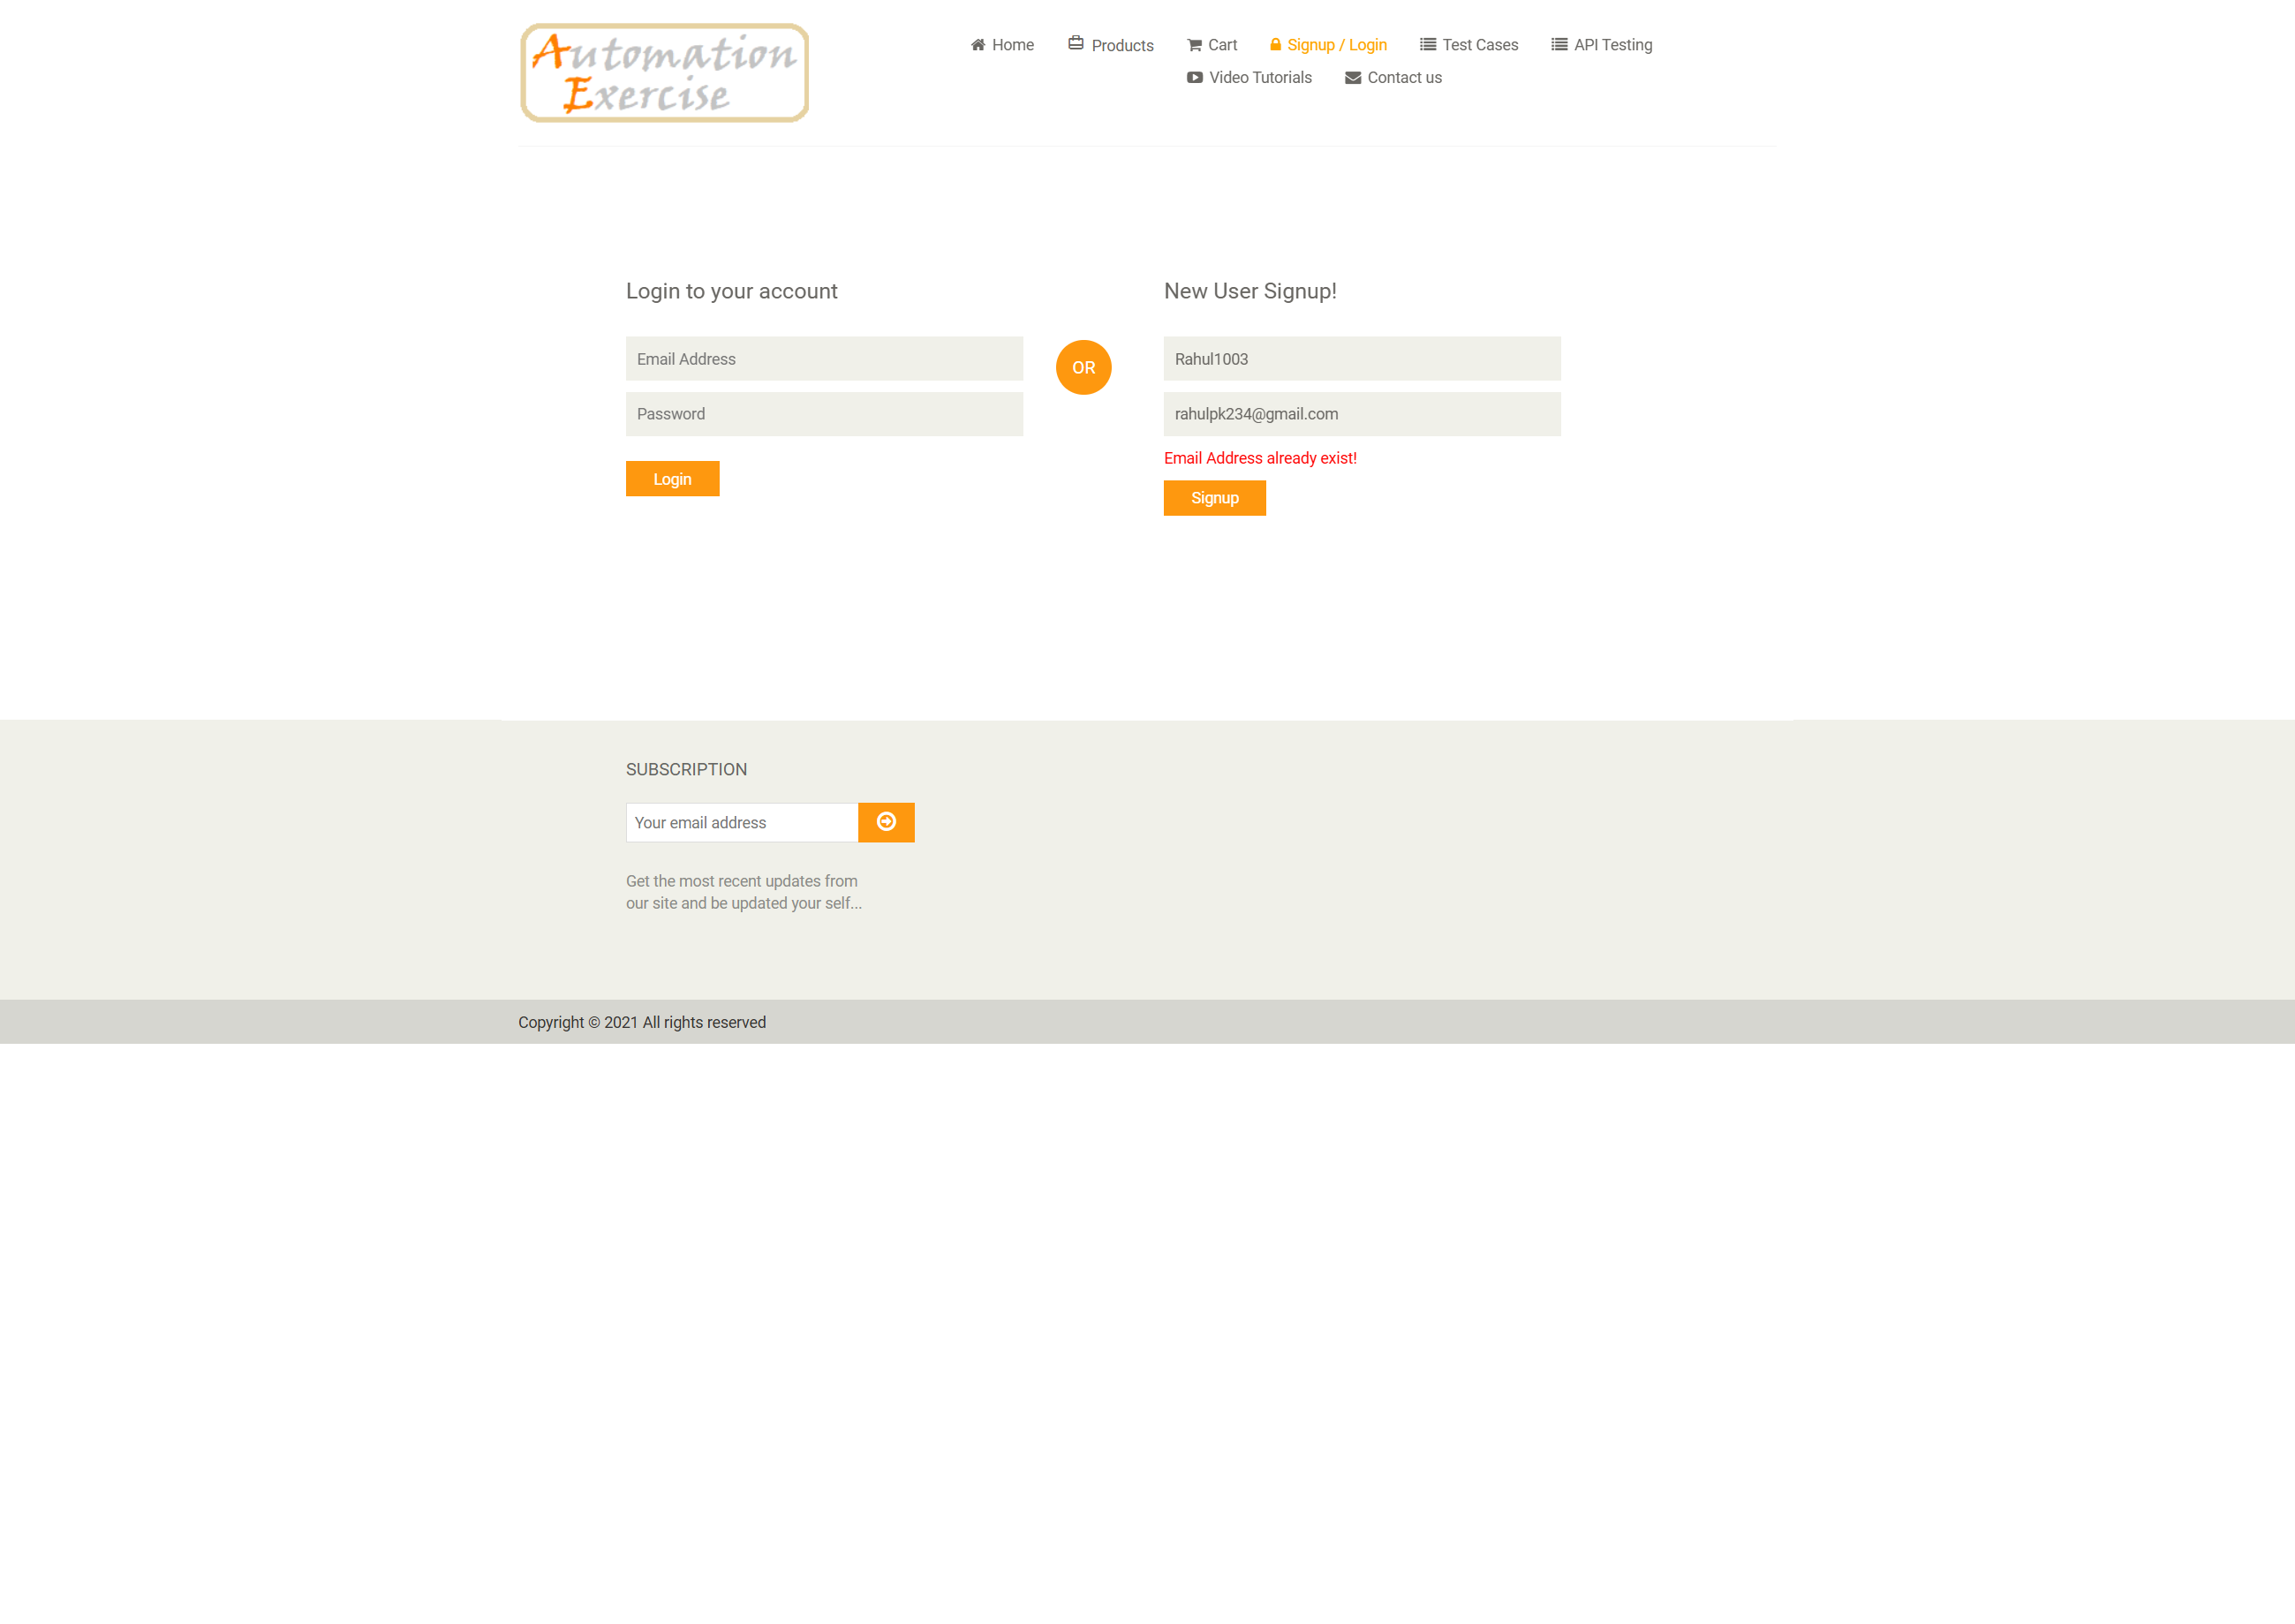 Automation
Exercise
Home Products Cart Signup / Login Test Cases API Testing
Video Tutorials Contact us
Login to your account
Email Address
Password
Login
OR
New User Signup!
Rahul1003
rahulpk234@gmail.com
Email Address already exist!
Signup
SUBSCRIPTION
Your email address
Get the most recent updates from
our site and be updated your self...
Copyright © 2021 All rights reserved